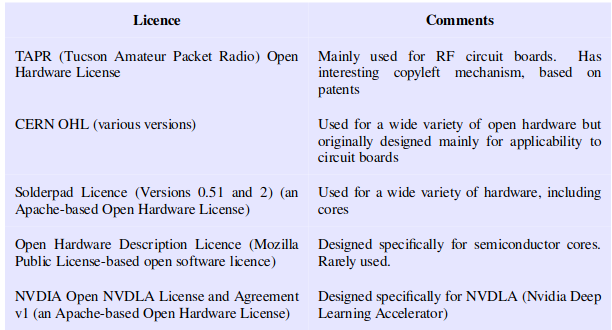 Licence
Comments
TAPR (Tucson Amateur Packet Radio) Open
Hardware License
Mainly used for RF circuit boards. Has
interesting copyleft mechanism, based on
patents
CERN OHL (various versions)
Used for a wide variety of open hardware but
originally designed mainly for applicability to
circuit boards
Solderpad Licence (Versions 0.51 and 2) (an
Apache-based Open Hardware License)
Used for a wide variety of hardware, including
cores
Open Hardware Description Licence (Mozilla
Public License-based open software licence)
Designed specifically for semiconductor cores.
Rarely used.
NVDIA Open NVDLA License and Agreement
v1 (an Apache-based Open Hardware License)
Designed specifically for NVDLA (Nvidia Deep
Learning Accelerator)